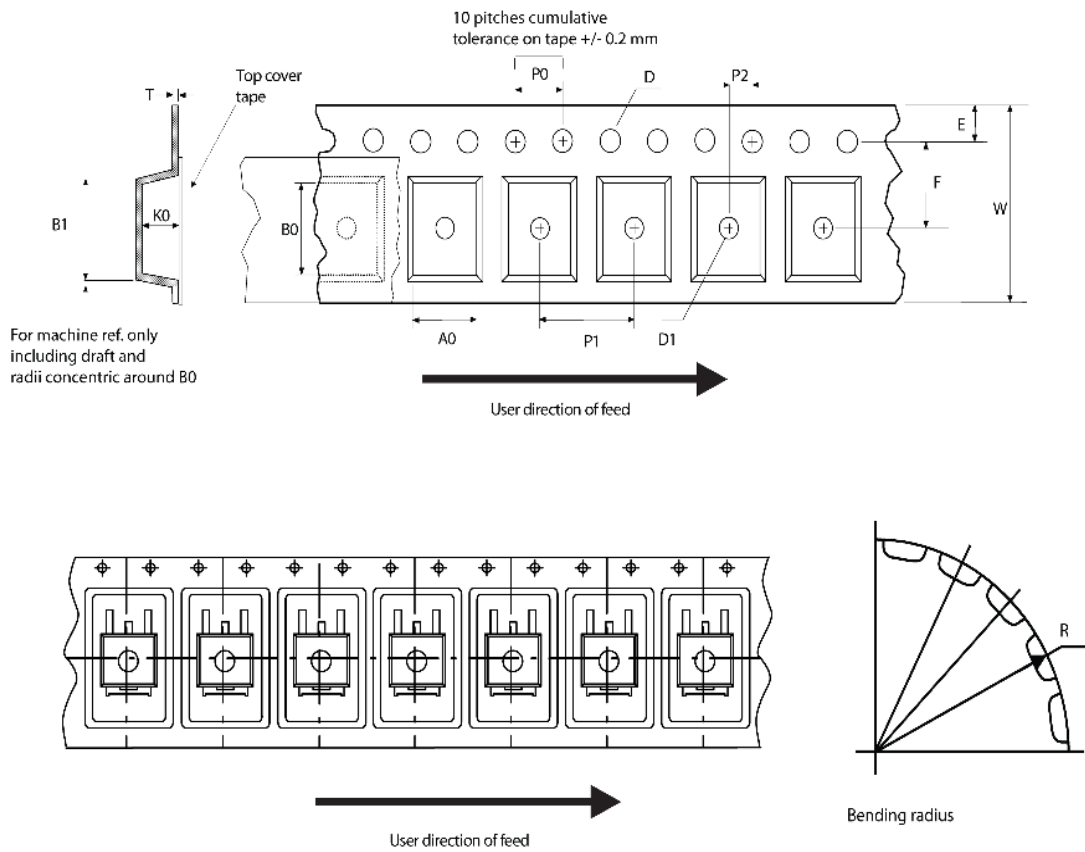 10 pitches cumulative
tolerance on tape +/- 0.2 mm
P0
D
P2
T
Top cover
tape
E
F
W
B1
K0
B0
A0
P1
D1
For machine ref. only
including draft and
radii concentric around B0
User direction of feed
R
Bending radius
User direction of feed